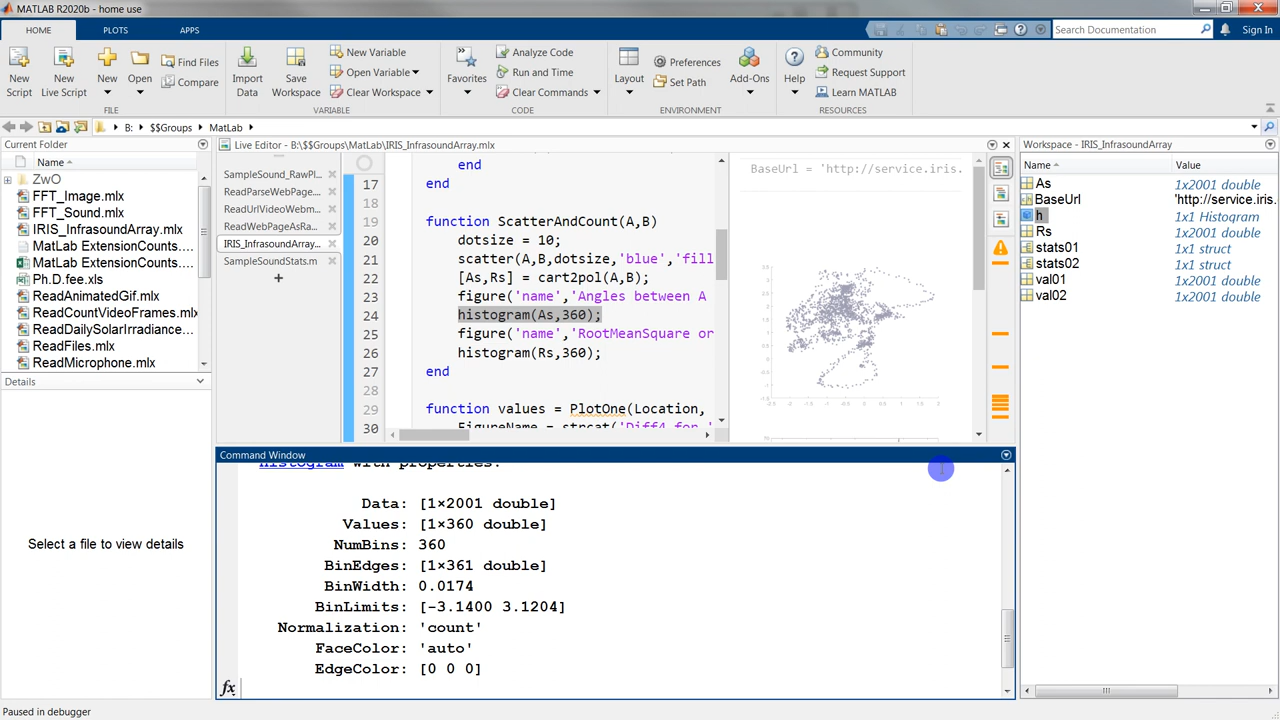 MATLAB R2020b - home use
HOME PLOTS APPS
Search Documentation
Sign In
New Script
New Live Script
New
Open
Find Files
Compare
Import Data
Save Workspace
New Variable
Open Variable
Clear Workspace
Favorites
Analyze Code
Run and Time
Clear Commands
Layout
Preferences
Set Path
Add-Ons
Help
Community
Request Support
Learn MATLAB
FILE VARIABLE CODE ENVIRONMENT RESOURCES
B: $$Groups MatLab
Current Folder
Name
ZwO
FFT_Image.mlx
FFT_Sound.mlx
IRIS_InfrasoundArray.mlx
MatLab ExtensionCounts....
MatLab ExtensionCounts....
Ph.D.fee.xls
ReadAnimatedGif.mlx
ReadCountVideoFrames.mlx
ReadDailySolarIrradiance...
ReadFiles.mlx
ReadMicrophone.mlx
Details
Select a file to view details
Live Editor - B:\$$Groups\MatLab\IRIS_InfrasoundArray.mlx
SampleSound_RawPl...
ReadParseWebPage....
ReadUrlVideoWebm...
ReadWebPageAsRa...
IRIS_InfrasoundArray...
SampleSoundStats.m
+
end
17 end
18
19 function ScatterAndCount(A,B)
20 dotsize = 10;
21 scatter(A,B,dotsize,'blue','fill
22 [As,Rs] = cart2pol(A,B);
23 figure('name','Angles between A
24 histogram(As,360);
25 figure('name','RootMeanSquare or
26 histogram(Rs,360);
27 end
28
29 function values = PlotOne(Location,
30 FigureName = strcat('Diff4 for '
BaseUrl = 'http://service.iris.
Command Window
Histogram with properties:
Data: [1×2001 double]
Values: [1×360 double]
NumBins: 360
BinEdges: [1×361 double]
BinWidth: 0.0174
BinLimits: [-3.1400 3.1204]
Normalization: 'count'
FaceColor: 'auto'
EdgeColor: [0 0 0]
fx
Workspace - IRIS_InfrasoundArray
Name Value
As 1x2001 double
BaseUrl 'http://service.iris.
h 1x1 Histogram
Rs 1x2001 double
stats01 1x1 struct
stats02 1x1 struct
val01 1x2001 double
val02 1x2001 double
Paused in debugger